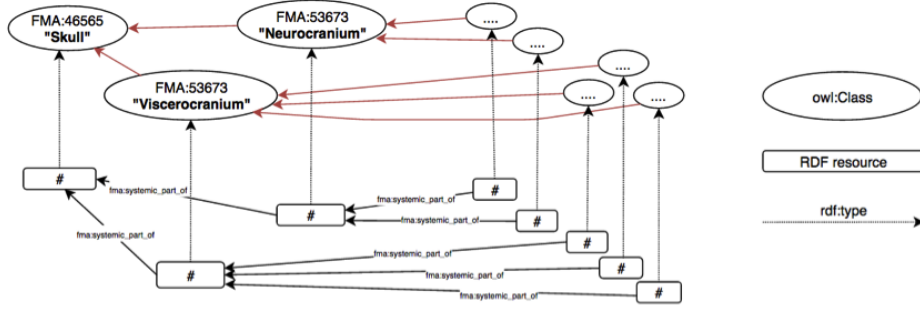 FMA:46565
"Skull"
FMA:53673
"Neurocranium"
....
....
....
FMA:53673
"Viscerocranium"
....
....
owl:Class
#
fma:systemic_part_of
#
fma:systemic_part_of
#
RDF resource
fma:systemic_part_of
#
rdf:type
fma:systemic_part_of
#
fma:systemic_part_of
#
#
fma:systemic_part_of
fma:systemic_part_of
#